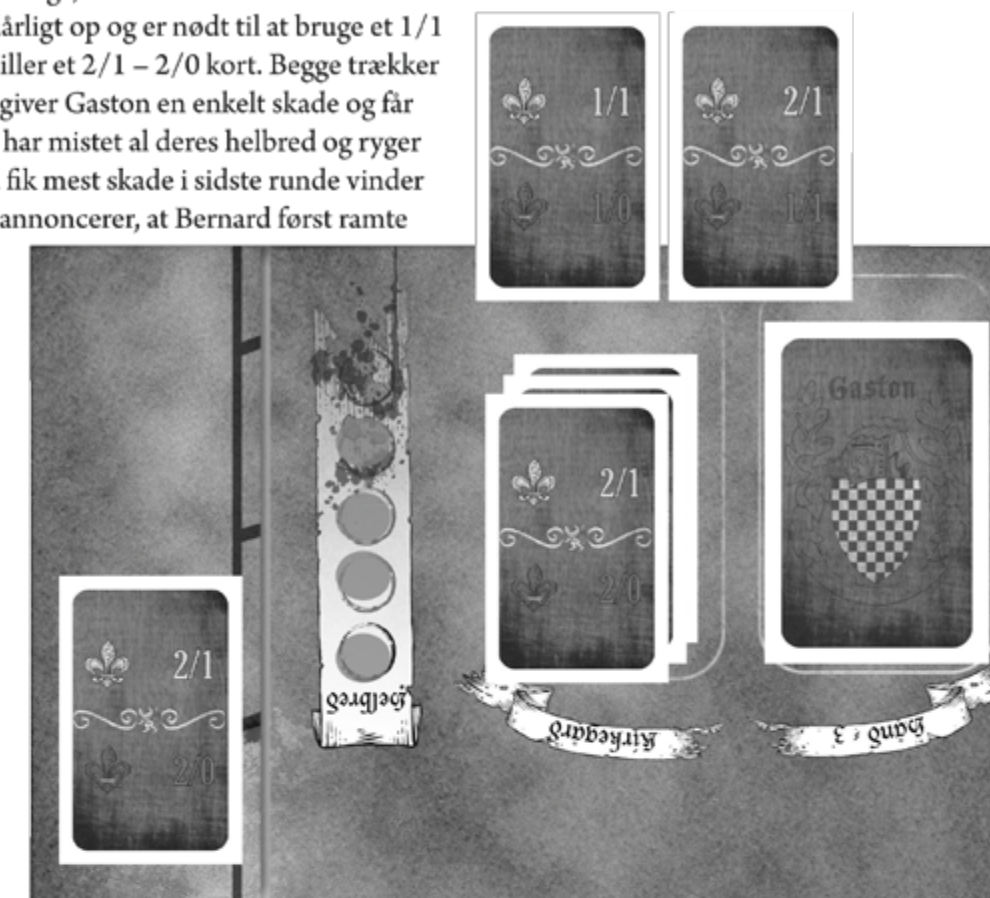 årligt op og er nødt til at bruge et 1/1
iller et 2/1 – 2/0 kort. Begge trækker
giver Gaston en enkelt skade og får
har mistet al deres helbred og ryger
fik mest skade i sidste runde vinder
annoncerer, at Bernard først ramte
1/1
1/0
2/1
1/1
Gaston
2/1
2/0
2/1
2/0
Helbred
Kirkegård
Hånd : 3